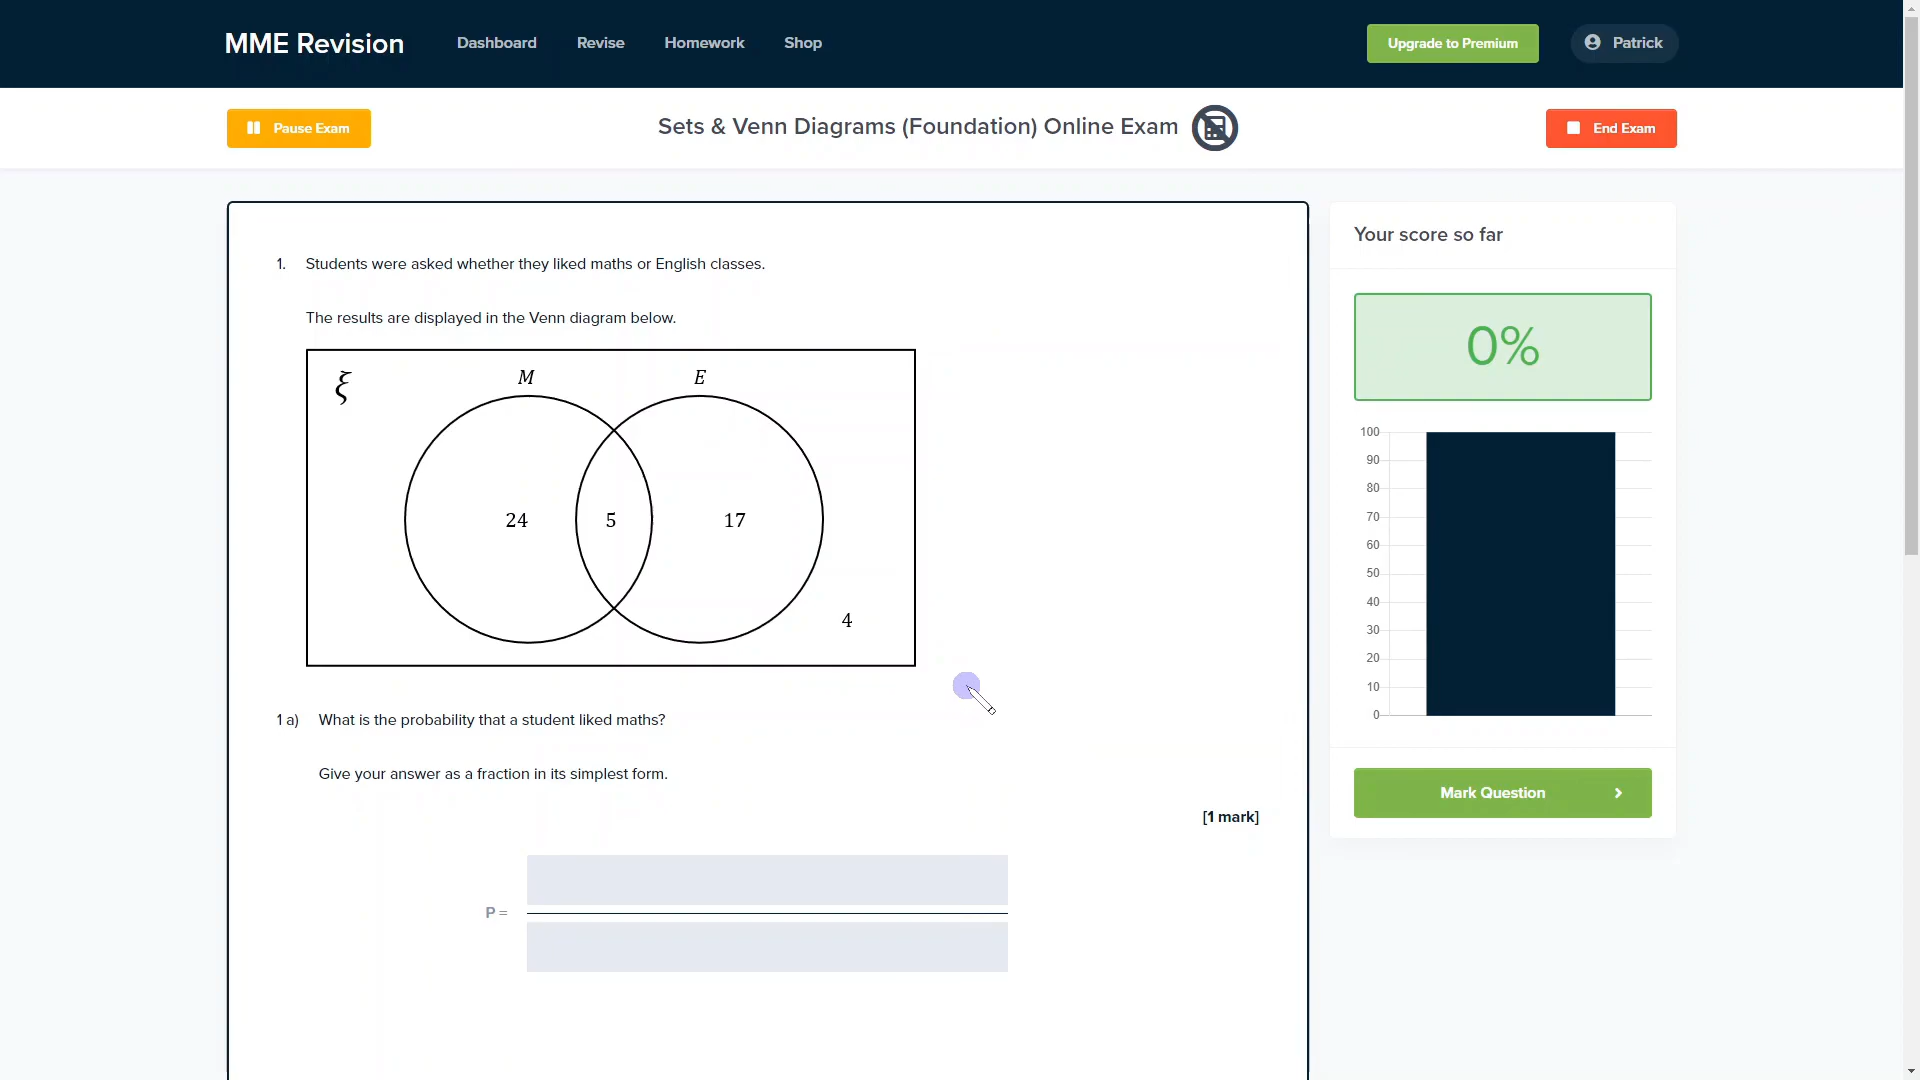 MME Revision
Dashboard
Revise
Homework
Shop
Upgrade to Premium
Patrick
Pause Exam
Sets & Venn Diagrams (Foundation) Online Exam
End Exam
1. Students were asked whether they liked maths or English classes.
The results are displayed in the Venn diagram below.
ξ
M
E
24
5
17
4
1 a) What is the probability that a student liked maths?
Give your answer as a fraction in its simplest form.
[1 mark]
P =
Your score so far
0%
100
90
80
70
60
50
40
30
20
10
0
Mark Question